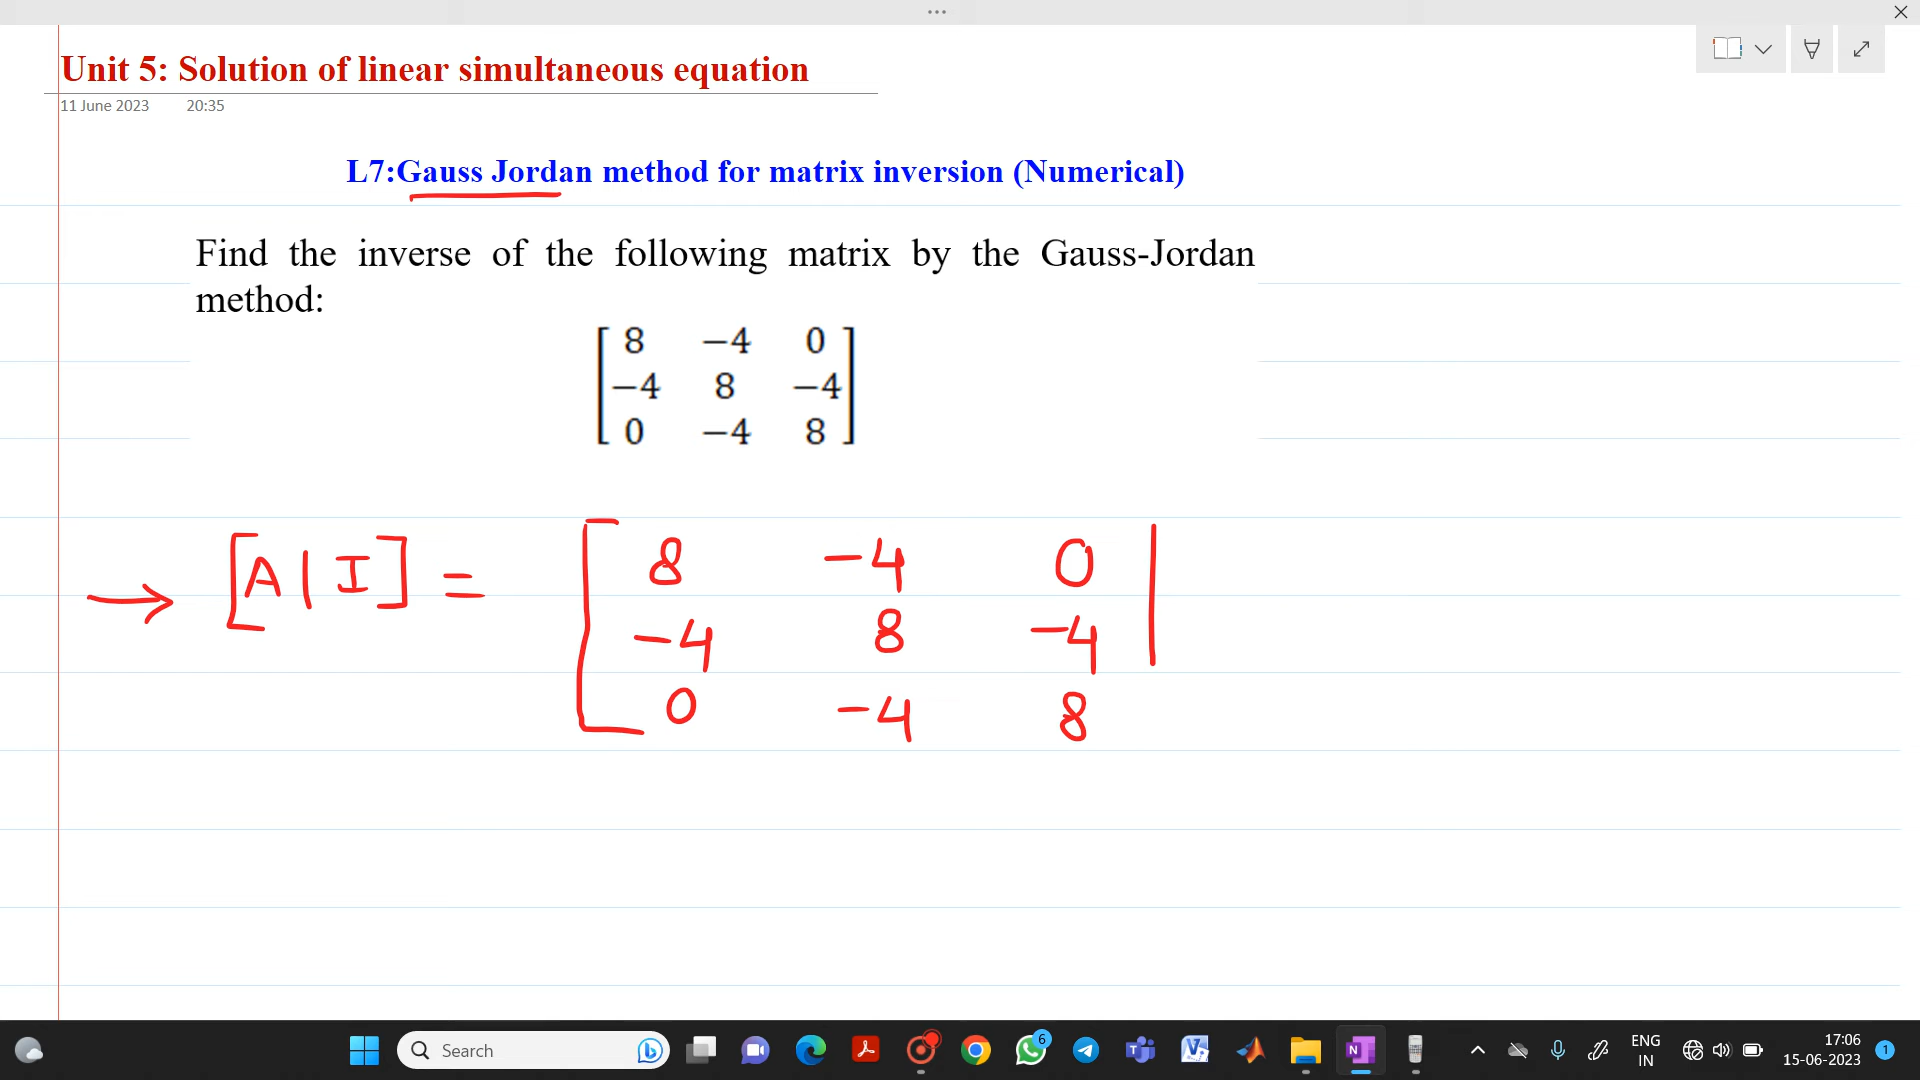 Unit 5: Solution of linear simultaneous equation
11 June 2023 20:35
L7:Gauss Jordan method for matrix inversion (Numerical)
Find the inverse of the following matrix by the Gauss-Jordan
method:
8 −4 0
−4 8 −4
0 −4 8
→ [A|I] = [ 8 -4 0 |
-4 8 -4
0 -4 8
Search
6
ENG
IN
17:06
15-06-2023
1